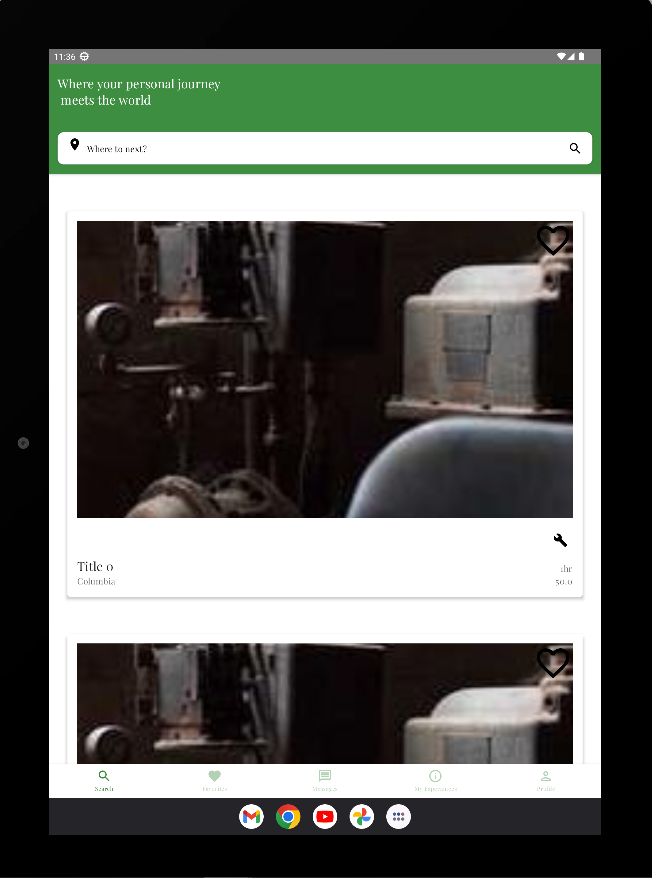 11:36
Where your personal journey
meets the world
Where to next?
Title 0
Columbia
1hr
50.0
Search
Favorites
Messages
My Experiences
Profile